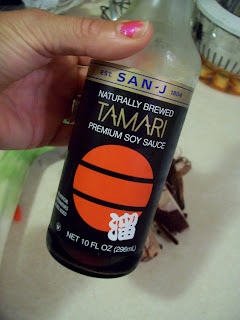 EST. SAN-J 1804
NATURALLY BREWED
TAMARI
PREMIUM SOY SAUCE
溜
NET 10 FL OZ (296mL)